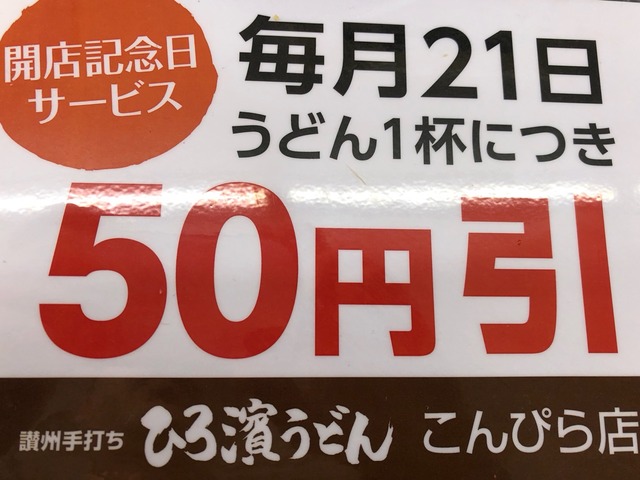 開店記念日
サービス
毎月21日
うどん1杯につき
50円引
讃州手打ち ひろ濱うどん こんぴら店